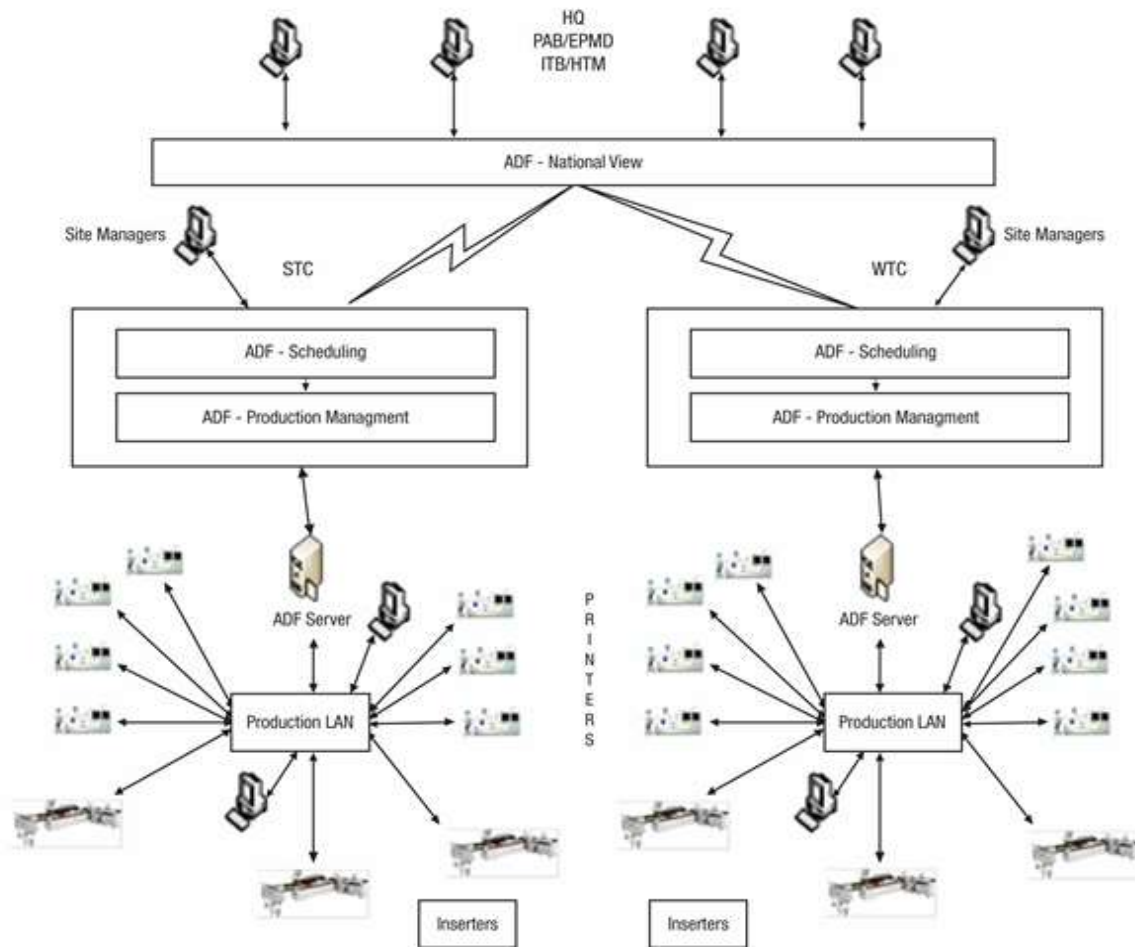 HQ
PAB/EPMD
ITB/HTM
ADF - National View
Site Managers
Site Managers
STC
WTC
ADF - Scheduling
ADF - Production Managment
ADF - Scheduling
ADF - Production Managment
ADF Server
ADF Server
PRINTERS
Production LAN
Production LAN
Inserters
Inserters